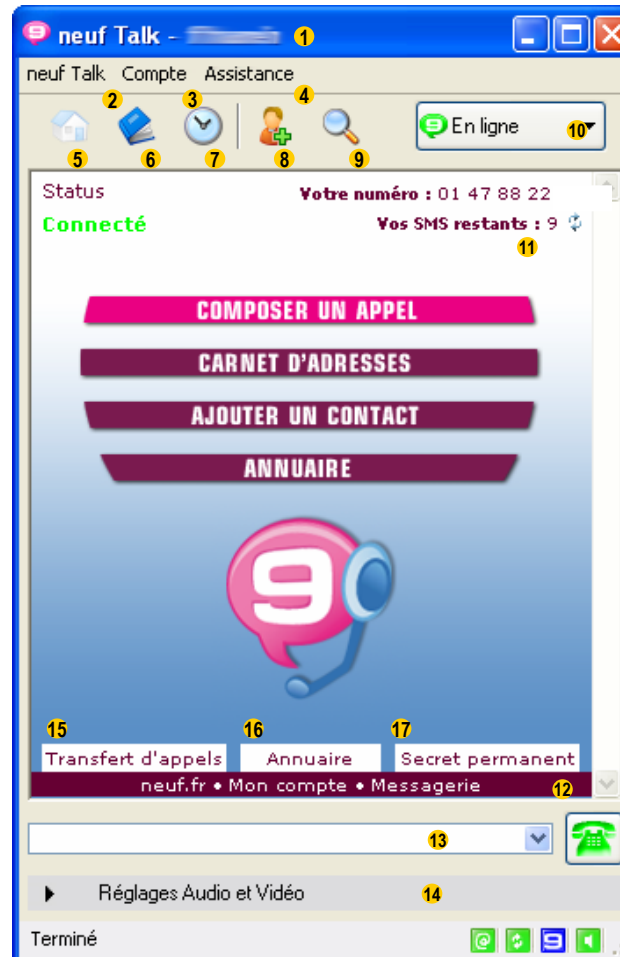 neuf Talk - 1
neuf Talk Compte Assistance
2 3 4
En ligne 10
5 6 7 8 9
Status Votre numéro : 01 47 88 22
Connecté Vos SMS restants : 9
11
COMPOSER UN APPEL
CARNET D'ADRESSES
AJOUTER UN CONTACT
ANNUAIRE
9
15 16 17
Transfert d'appels Annuaire Secret permanent
neuf.fr • Mon compte • Messagerie 12
13
Réglages Audio et Vidéo 14
Terminé @ 9